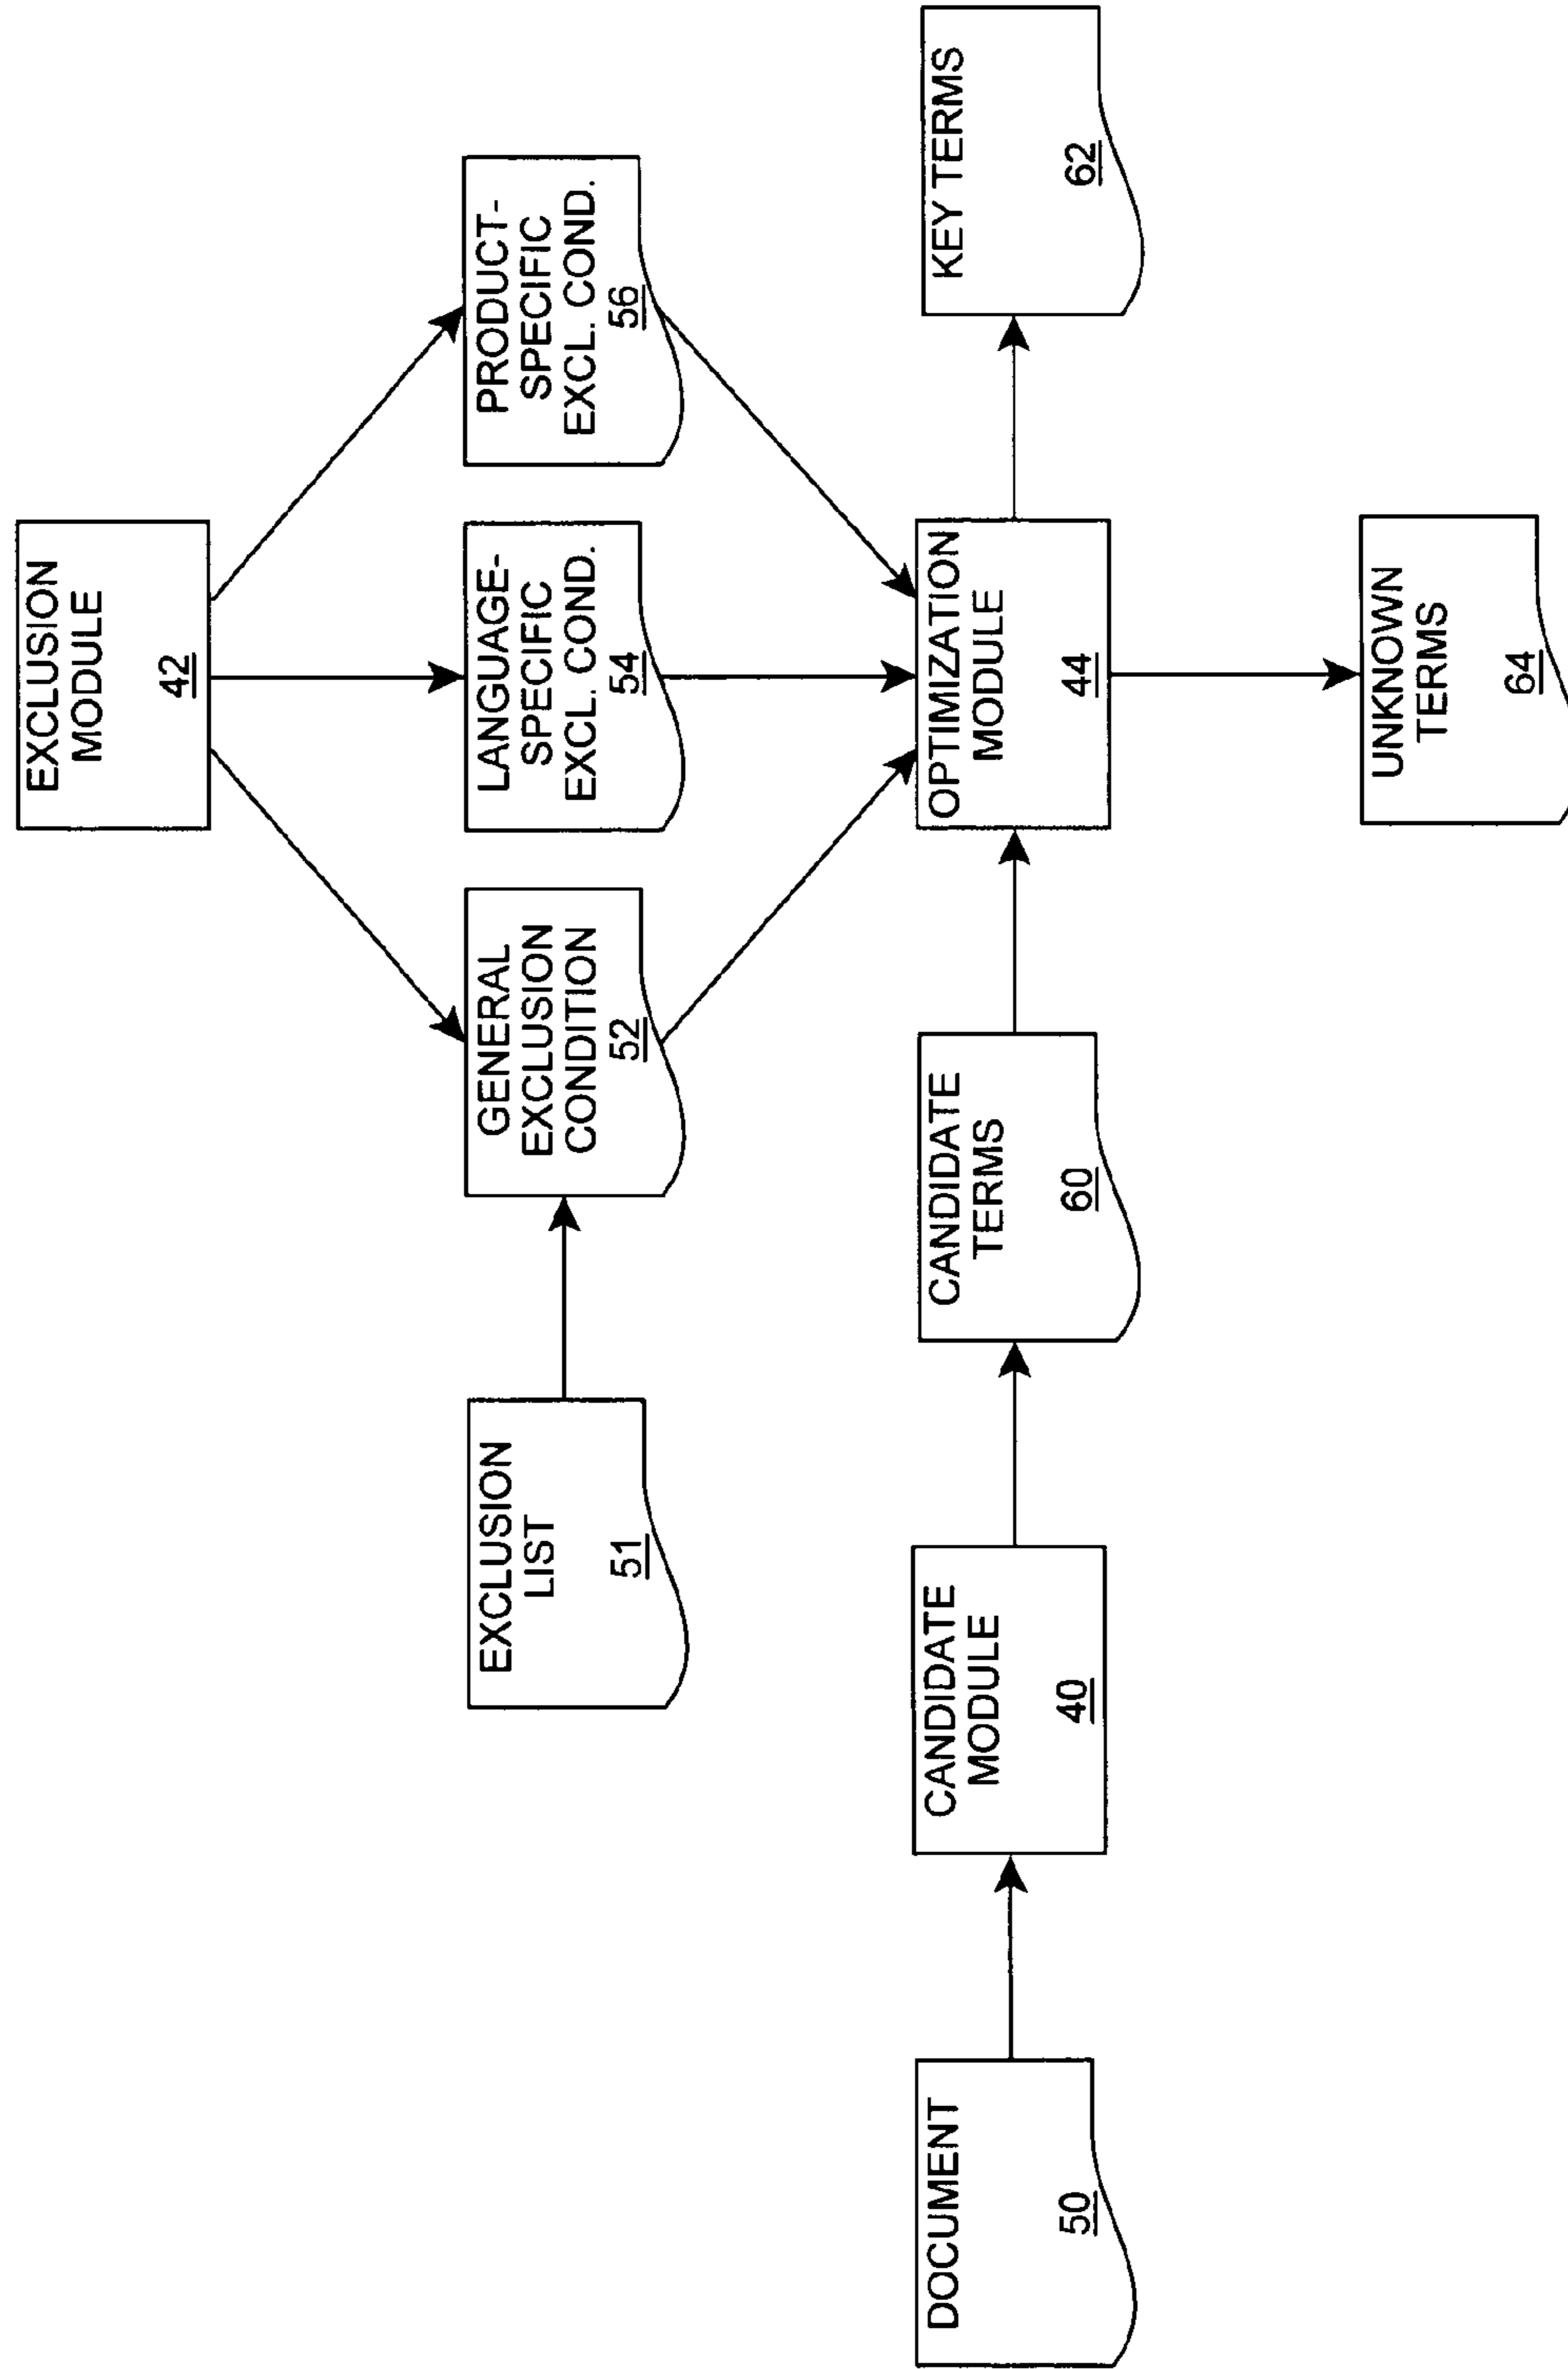 EXCLUSION
MODULE
42
GENERAL
EXCLUSION
CONDITION
52
LANGUAGE-
SPECIFIC
EXCL. COND.
54
PRODUCT-
SPECIFIC
EXCL. COND.
56
EXCLUSION
LIST
51
DOCUMENT
50
CANDIDATE
MODULE
40
CANDIDATE
TERMS
60
OPTIMIZATION
MODULE
44
KEY TERMS
62
UNKNOWN
TERMS
64